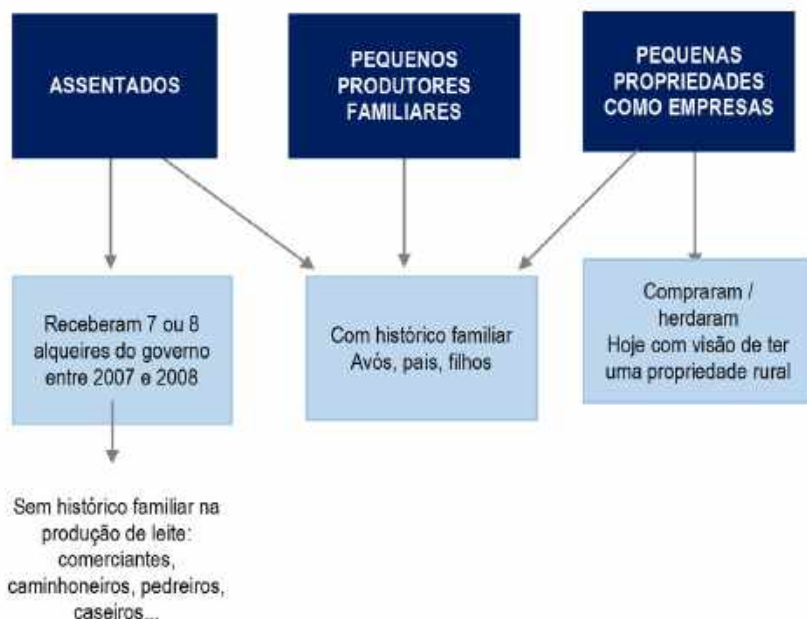 ASSENTADOS
PEQUENOS
PRODUTORES
FAMILIARES
PEQUENAS
PROPRIEDADES
COMO EMPRESAS
Receberam 7 ou 8
alqueires do governo
entre 2007 e 2008
Com histórico familiar
Avós, pais, filhos
Compraram /
herdaram
Hoje com visão de ter
uma propriedade rural
Sem histórico familiar na
produção de leite:
comerciantes,
caminhoneiros, pedreiros,
caseiros...